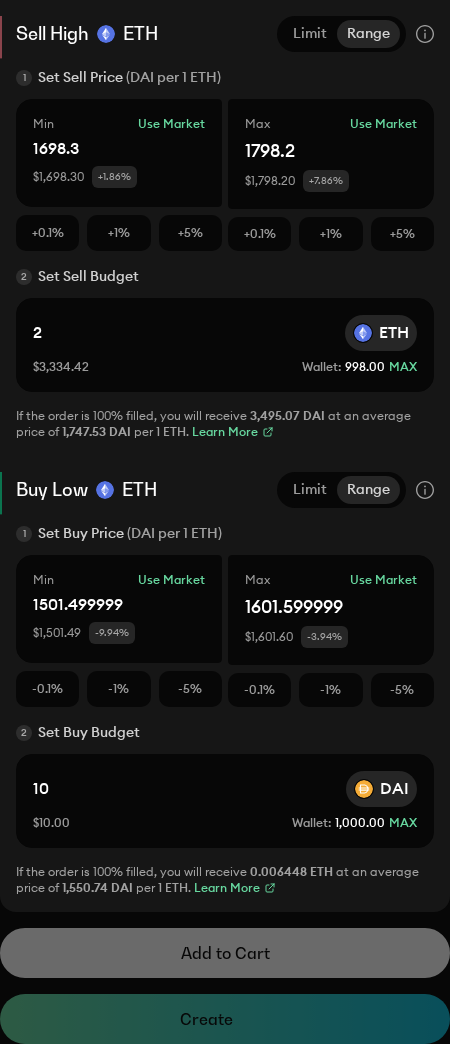 Sell High ETH Limit Range
1 Set Sell Price (DAI per 1 ETH)
Min Use Market Max Use Market
1698.3 1798.2
$1,698.30 +1.86% $1,798.20 +7.86%
+0.1% +1% +5% +0.1% +1% +5%
2 Set Sell Budget
2 ETH
$3,334.42 Wallet: 998.00 MAX
If the order is 100% filled, you will receive 3,495.07 DAI at an average
price of 1,747.53 DAI per 1 ETH. Learn More
Buy Low ETH Limit Range
1 Set Buy Price (DAI per 1 ETH)
Min Use Market Max Use Market
1501.499999 1601.599999
$1,501.49 -9.94% $1,601.60 -3.94%
-0.1% -1% -5% -0.1% -1% -5%
2 Set Buy Budget
10 DAI
$10.00 Wallet: 1,000.00 MAX
If the order is 100% filled, you will receive 0.006448 ETH at an average
price of 1,550.74 DAI per 1 ETH. Learn More
Add to Cart
Create